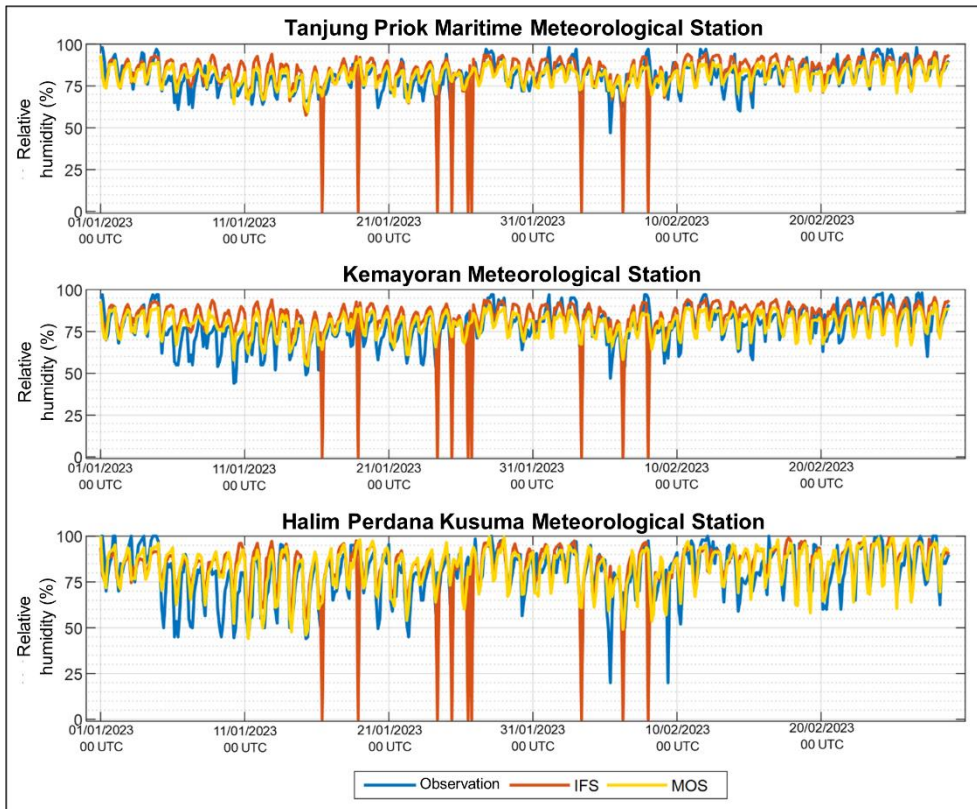 Tanjung Priok Maritime Meteorological Station
Relative
humidity (%)
100
75
50
25
0
01/01/2023 11/01/2023 21/01/2023 31/01/2023 10/02/2023 20/02/2023
00 UTC 00 UTC 00 UTC 00 UTC 00 UTC 00 UTC
Kemayoran Meteorological Station
Relative
humidity (%)
100
75
50
25
0
01/01/2023 11/01/2023 21/01/2023 31/01/2023 10/02/2023 20/02/2023
00 UTC 00 UTC 00 UTC 00 UTC 00 UTC 00 UTC
Halim Perdana Kusuma Meteorological Station
Relative
humidity (%)
100
75
50
25
0
01/01/2023 11/01/2023 21/01/2023 31/01/2023 10/02/2023 20/02/2023
00 UTC 00 UTC 00 UTC 00 UTC 00 UTC 00 UTC
Observation IFS MOS